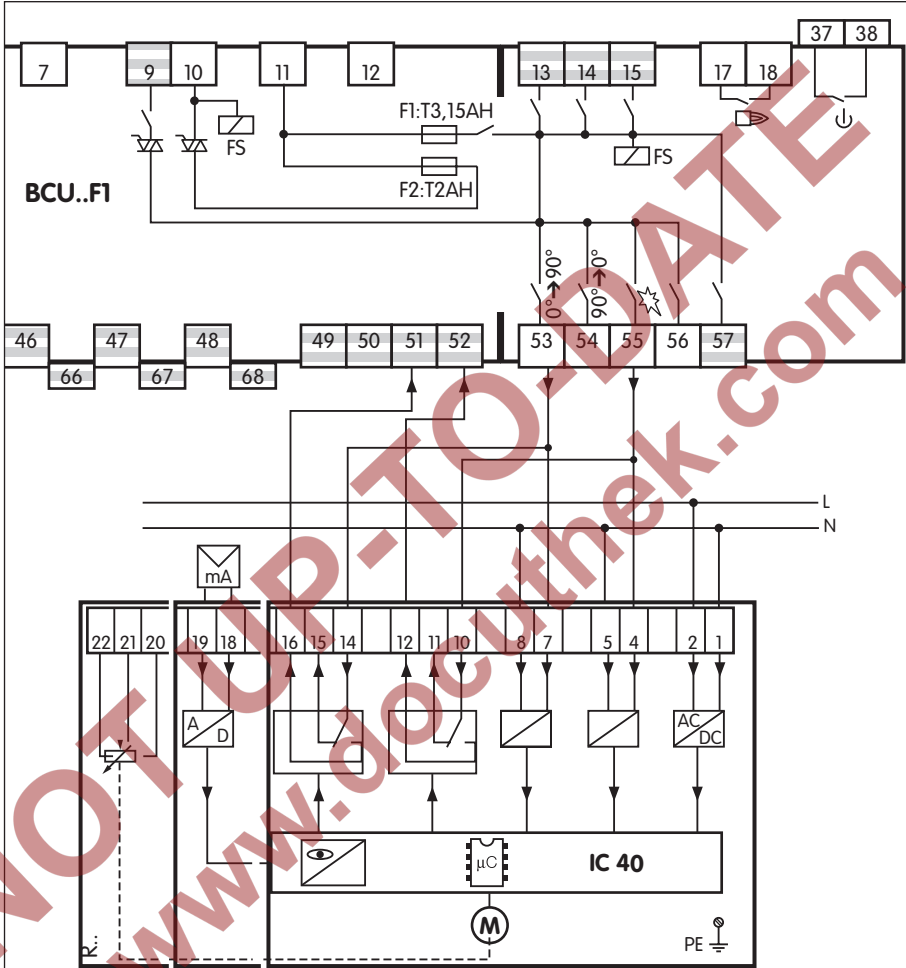 37 38
7 9 10 11 12 13 14 15 17 18
F1:T3,15AH
FS
FS
F2:T2AH
BCU..F1
0°➔90°
90°➔0°
46 47 48 49 50 51 52 53 54 55 56 57
66 67 68
L
N
mA
22 21 20 19 18 16 15 14 12 11 10 8 7 5 4 2 1
A
D
AC
DC
µC
IC 40
M
R..
PE
NOT UP-TO-DATE
www.docuthek.com